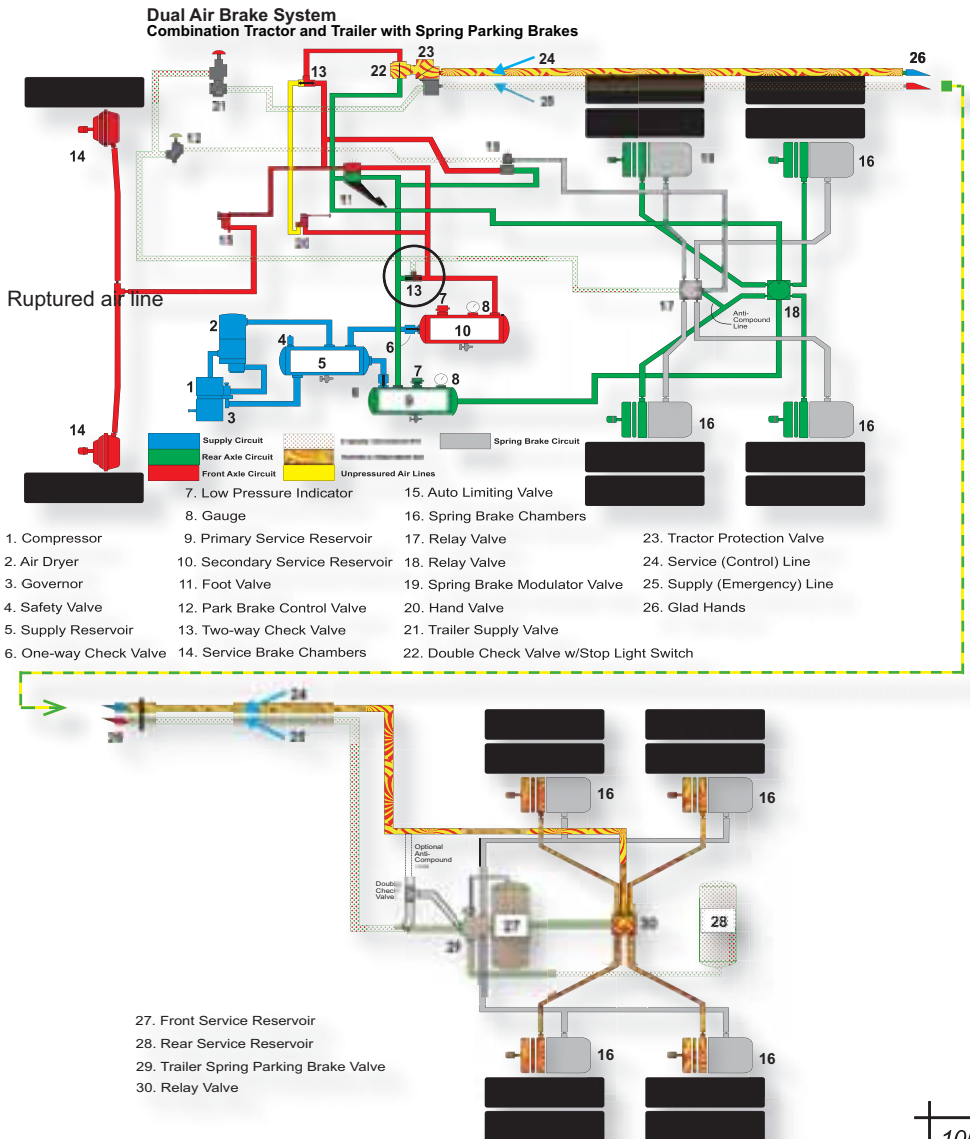 Dual Air Brake System
Combination Tractor and Trailer with Spring Parking Brakes
23
22
24
26
13
21
25
14
16
11
20
13
17
18
Anti-
Compound
Line
Ruptured air line
2
4
5
6
7
8
10
1
3
7
8
9
16
16
14
Supply Circuit
Rear Axle Circuit
Front Axle Circuit
Unpressured Air Lines
Spring Brake Circuit
1. Compressor
2. Air Dryer
3. Governor
4. Safety Valve
5. Supply Reservoir
6. One-way Check Valve
7. Low Pressure Indicator
8. Gauge
9. Primary Service Reservoir
10. Secondary Service Reservoir
11. Foot Valve
12. Park Brake Control Valve
13. Two-way Check Valve
14. Service Brake Chambers
15. Auto Limiting Valve
16. Spring Brake Chambers
17. Relay Valve
18. Relay Valve
19. Spring Brake Modulator Valve
20. Hand Valve
21. Trailer Supply Valve
22. Double Check Valve w/Stop Light Switch
23. Tractor Protection Valve
24. Service (Control) Line
25. Supply (Emergency) Line
26. Glad Hands
24
25
26
16
16
Optional
Anti-
Compound
Double
Check
Valve
27
28
29
30
16
16
27. Front Service Reservoir
28. Rear Service Reservoir
29. Trailer Spring Parking Brake Valve
30. Relay Valve